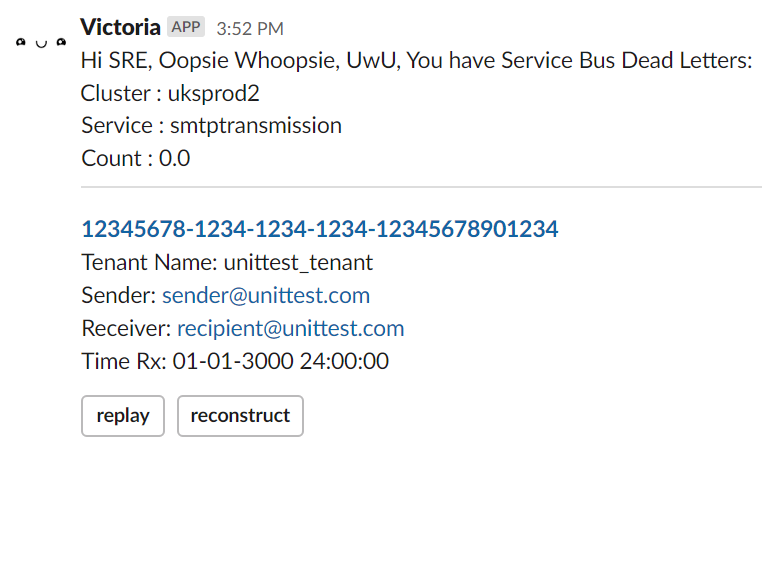 Victoria APP 3:52 PM
Hi SRE, Oopsie Whoopsie, UwU, You have Service Bus Dead Letters:
Cluster : uksprod2
Service : smtptransmission
Count : 0.0
12345678-1234-1234-1234-12345678901234
Tenant Name: unittest_tenant
Sender: sender@unittest.com
Receiver: recipient@unittest.com
Time Rx: 01-01-3000 24:00:00
replay reconstruct